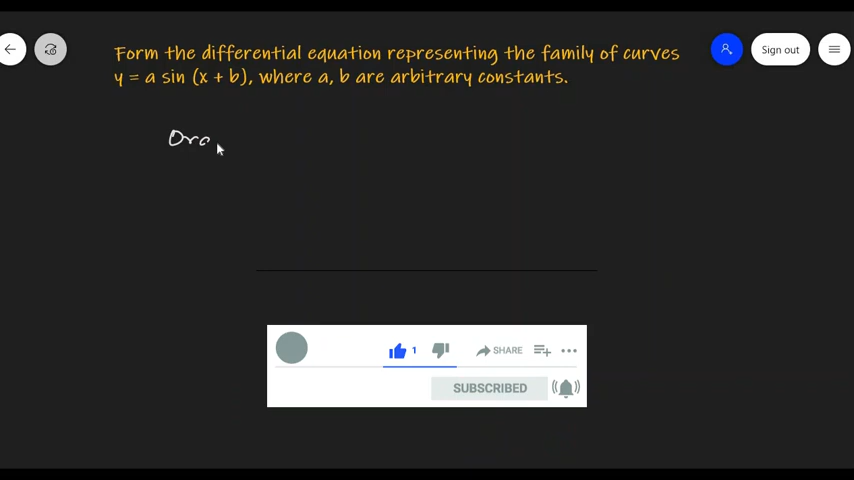 Sign out
Form the differential equation representing the family of curves
y = a sin (x + b), where a, b are arbitrary constants.
Ora
1
SHARE
SUBSCRIBED